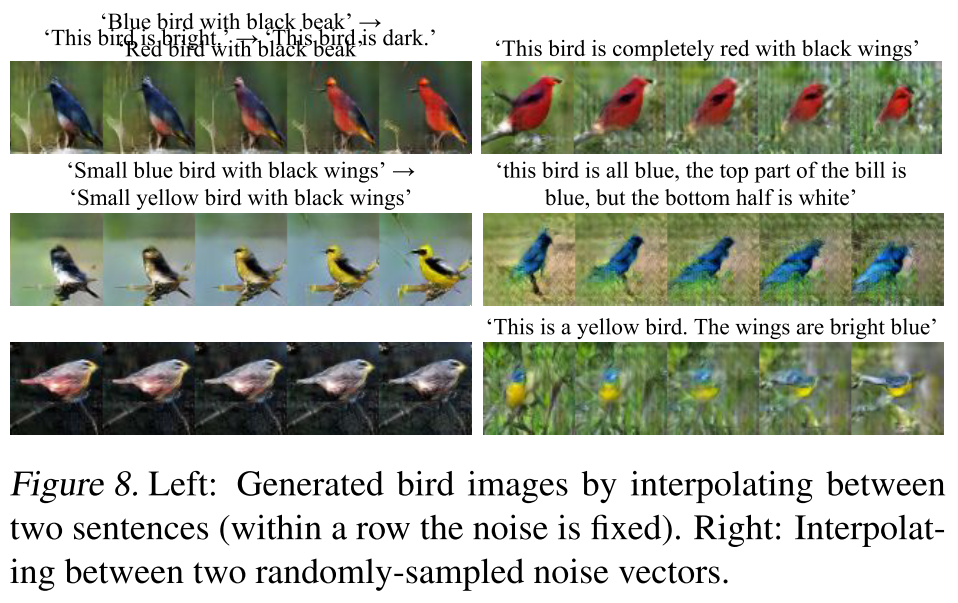 ‘Blue bird with black beak’ →
‘This bird is bright.’ → ‘This bird is dark.’
‘Red bird with black beak’
‘This bird is completely red with black wings’
‘Small blue bird with black wings’ →
‘Small yellow bird with black wings’
‘this bird is all blue, the top part of the bill is
blue, but the bottom half is white’
‘This is a yellow bird. The wings are bright blue’
Figure 8. Left: Generated bird images by interpolating between
two sentences (within a row the noise is fixed). Right: Interpolat-
ing between two randomly-sampled noise vectors.